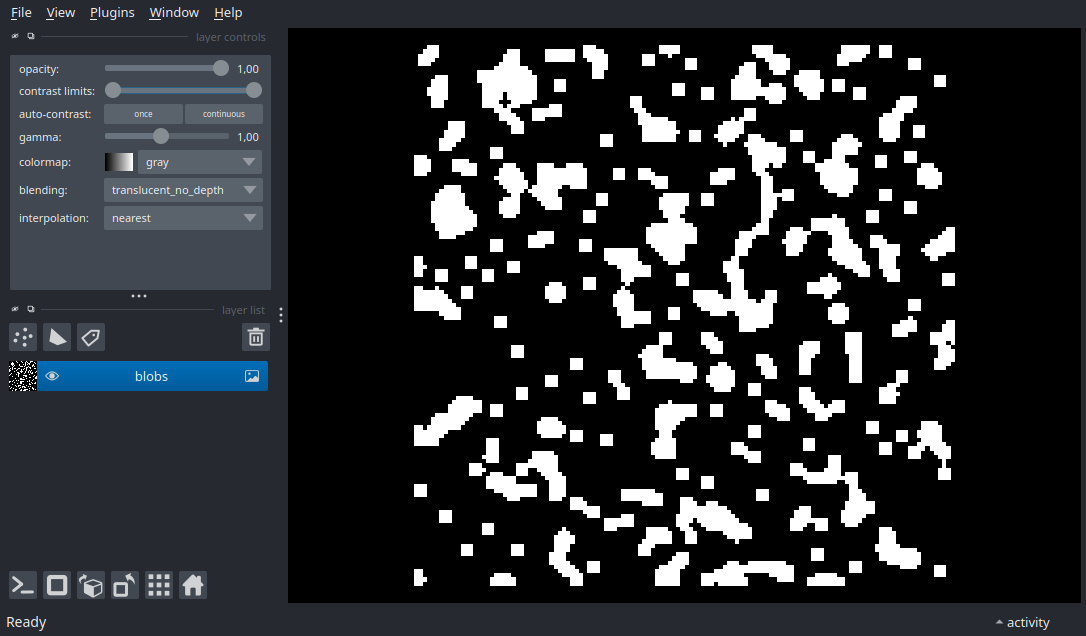 File View Plugins Window Help
layer controls
opacity: 1,00
contrast limits:
auto-contrast: once continuous
gamma: 1,00
colormap: gray
blending: translucent_no_depth
interpolation: nearest
layer list
blobs
Ready activity